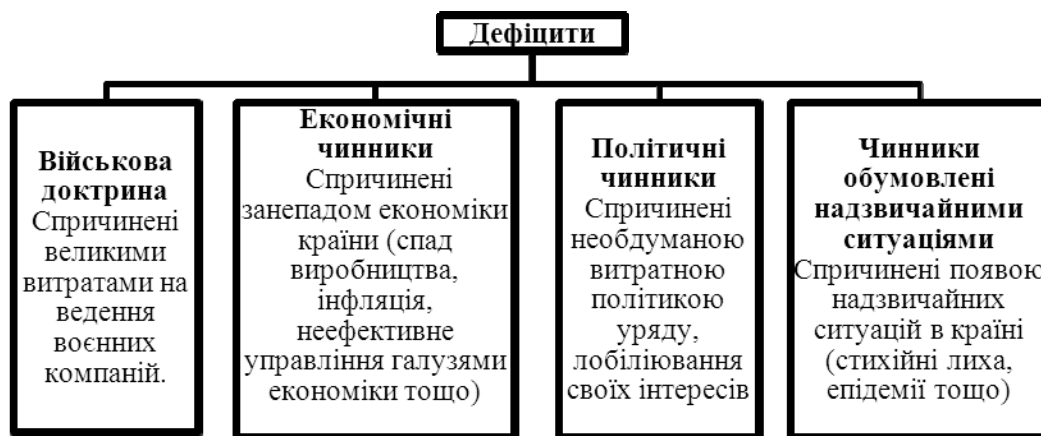 Дефіцити
Військова
доктрина
Спричинені
великими
витратами на
ведення
воєнних
компаній.
Економічні
чинники
Спричинені
занепадом економіки
країни (спад
виробництва,
інфляція,
неефективне
управління галузями
економіки тощо)
Політичні
чинники
Спричинені
необдуманою
витратною
політикою
уряду,
лобіліювання
своїх інтересів
Чинники
обумовлені
надзвичайними
ситуаціями
Спричинені появою
надзвичайних
ситуацій в країні
(стихійні лиха,
епідемії тощо)